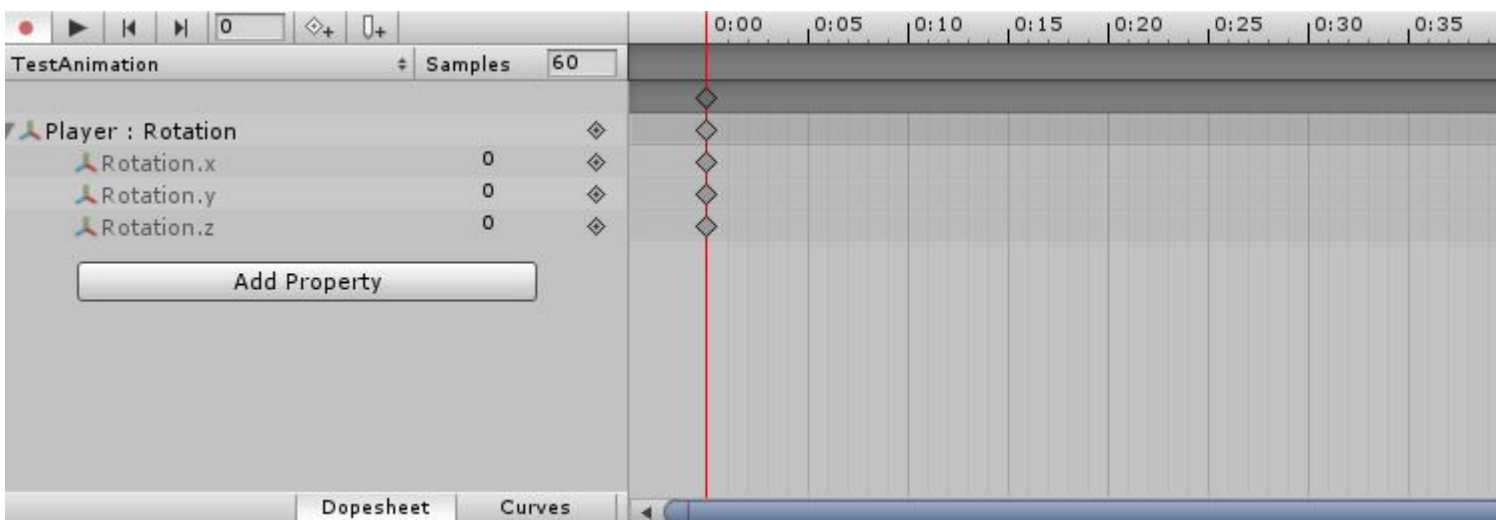 0 0:00 0:05 0:10 0:15 0:20 0:25 0:30 0:35
TestAnimation Samples 60
Player : Rotation
Rotation.x 0
Rotation.y 0
Rotation.z 0
Add Property
Dopesheet Curves